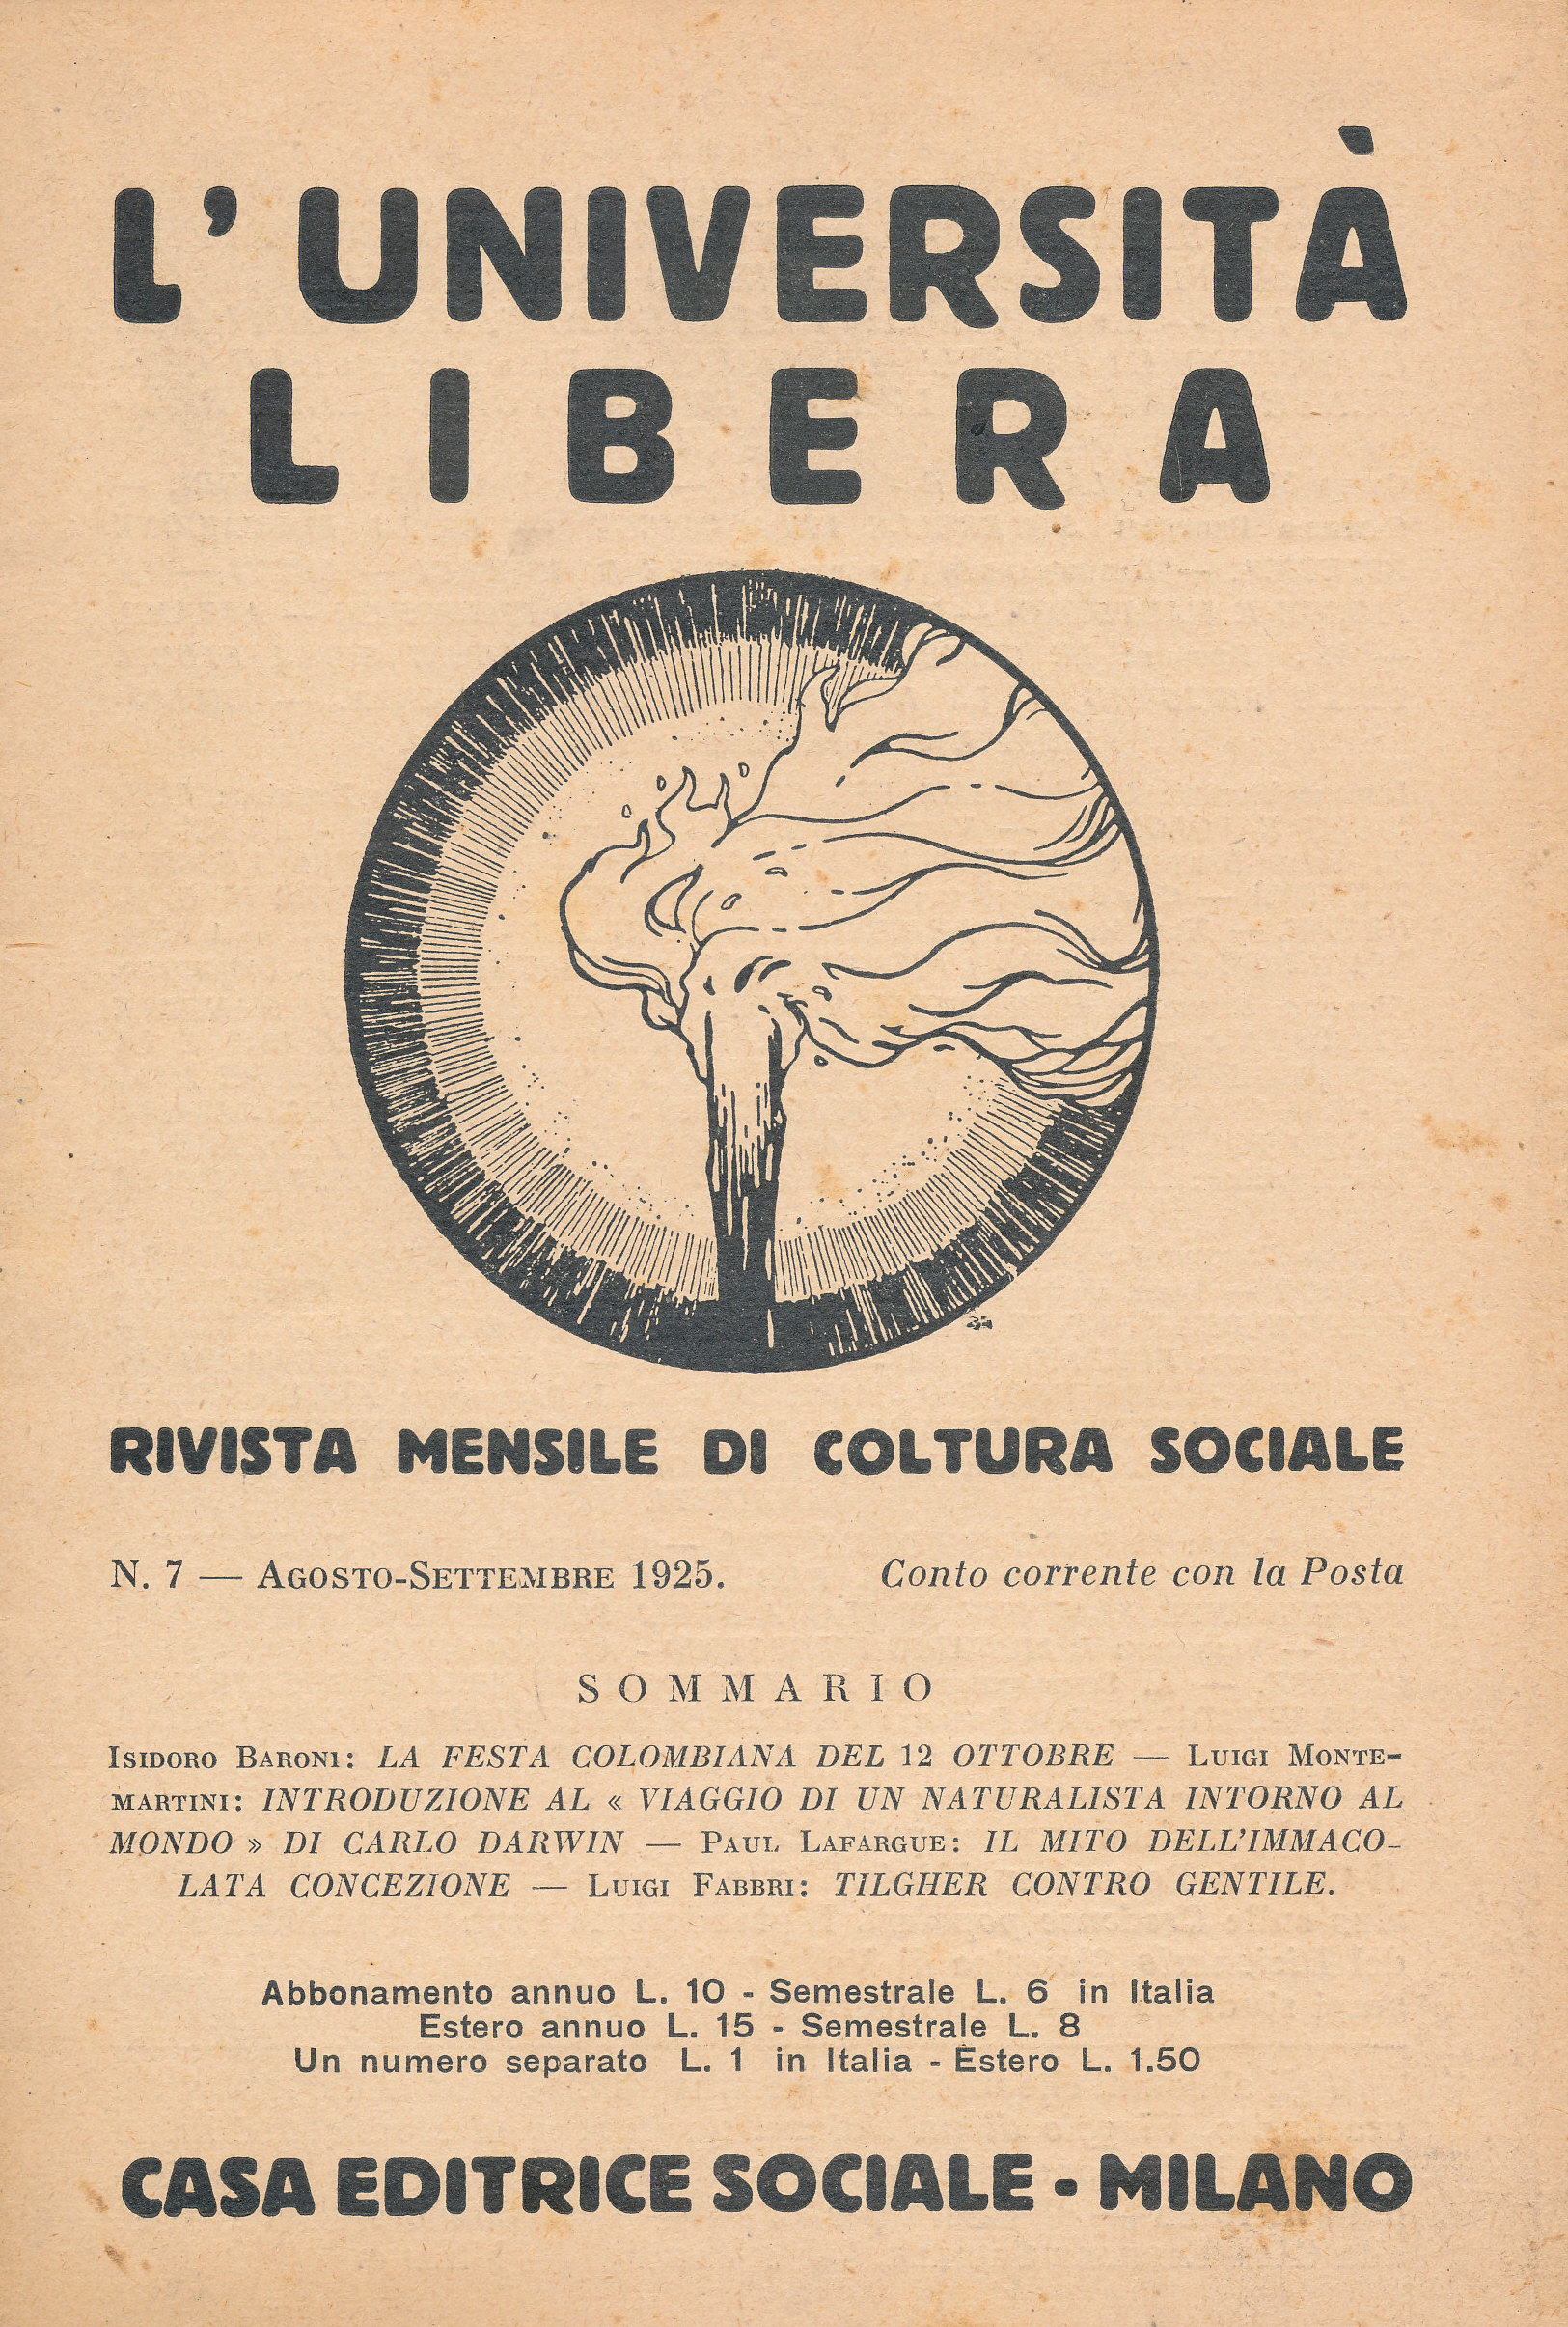 L'UNIVERSITÀ
LIBERA
RIVISTA MENSILE DI COLTURA SOCIALE
N. 7 — AGOSTO-SETTEMBRE 1925. Conto corrente con la Posta
SOMMARIO
ISIDORO BARONI: LA FESTA COLOMBIANA DEL 12 OTTOBRE — LUIGI MONTE-
MARTINI: INTRODUZIONE AL « VIAGGIO DI UN NATURALISTA INTORNO AL
MONDO » DI CARLO DARWIN — PAUL LAFARGUE: IL MITO DELL'IMMACO-
LATA CONCEZIONE — LUIGI FABBRI: TILGHER CONTRO GENTILE.
Abbonamento annuo L. 10 - Semestrale L. 6 in Italia
Estero annuo L. 15 - Semestrale L. 8
Un numero separato L. 1 in Italia - Estero L. 1.50
CASA EDITRICE SOCIALE - MILANO